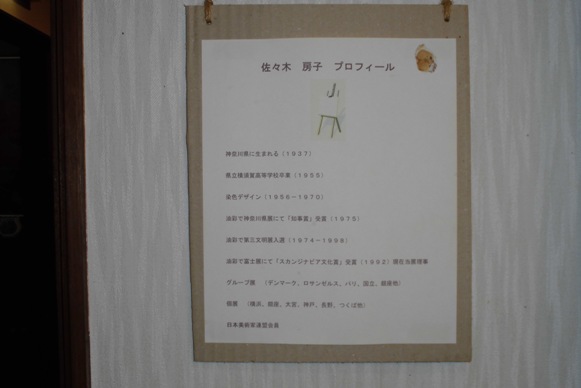 佐々木　房子　プロフィール
神奈川県に生まれる（１９３７）
県立横須賀高等学校卒業（１９５５）
染色デザイン（１９５６－１９７０）
油彩で神奈川県展にて「知事賞」受賞（１９７５）
油彩で第三文明展入選（１９７４－１９８９）
油彩で富士展にて「スカンジナビア文化賞」受賞（１９９２）現在当展理事
グループ展　（デンマーク、ロサンゼルス、パリ、国立、銀座他）
個展　（横浜、銀座、大宮、神戸、長野、つくば他）
日本美術家連盟会員